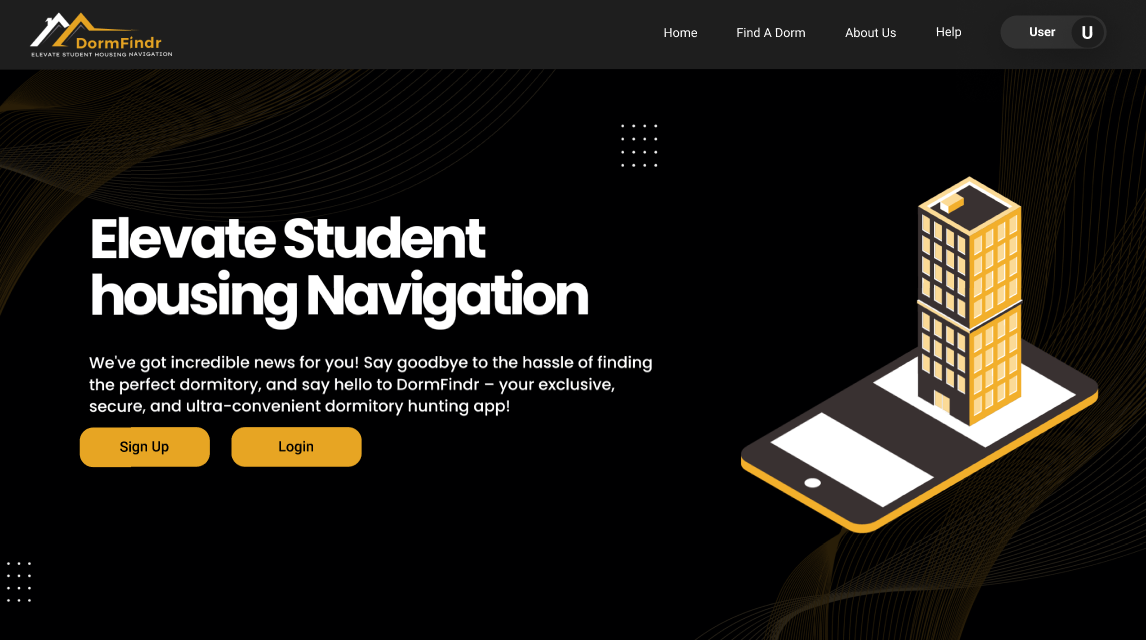 DormFindr
ELEVATE STUDENT HOUSING NAVIGATION
Home
Find A Dorm
About Us
Help
User
U
Elevate Student
housing Navigation
We've got incredible news for you! Say goodbye to the hassle of finding
the perfect dormitory, and say hello to DormFindr – your exclusive,
secure, and ultra-convenient dormitory hunting app!
Sign Up
Login